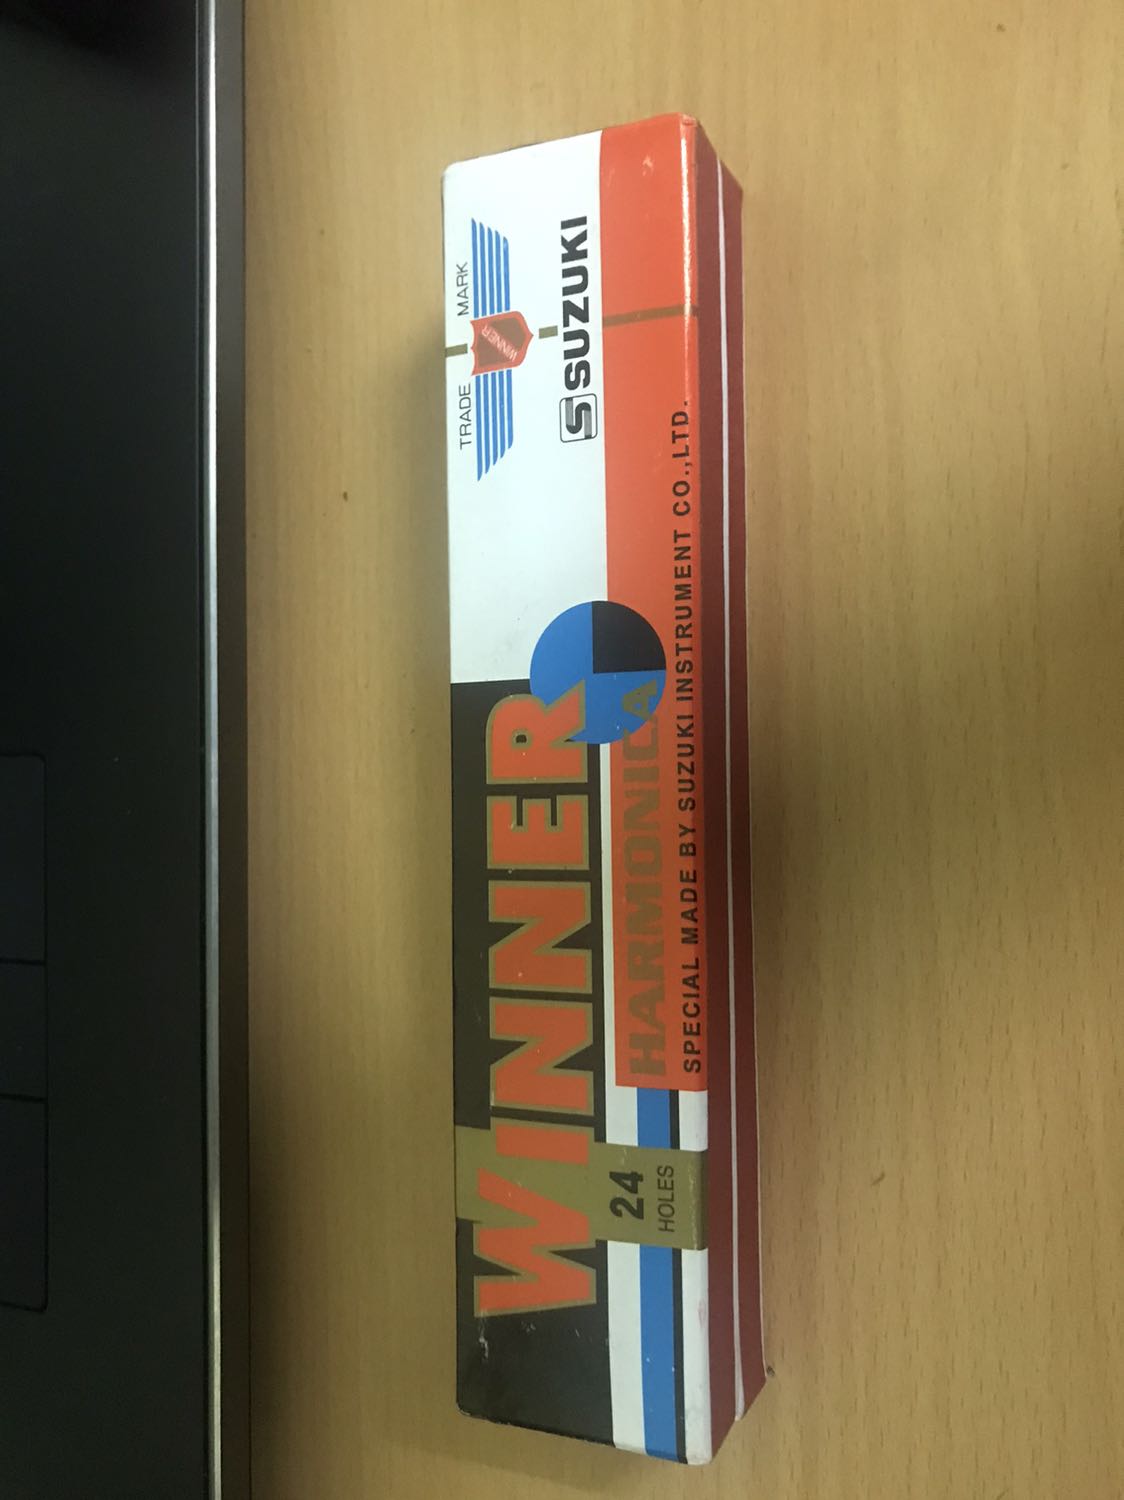 TRADE MARK
WINNER
SUZUKI
WINNER
HARMONICA
SPECIAL MADE BY SUZUKI INSTRUMENT CO.,LTD.
24
HOLES